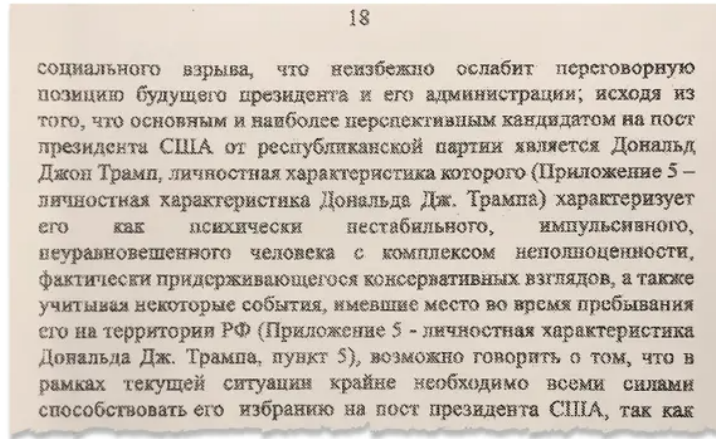 18
социального взрыва, что неизбежно ослабит переговорную
позицию будущего президента и его администрации; исходя из
того, что основным и наиболее перспективным кандидатом на пост
президента США от республиканской партии является Дональд
Джон Трамп, личностная характеристика которого (Приложение 5 –
личностная характеристика Дональда Дж. Трампа) характеризует
его как психически нестабильного, импульсивного,
неуравновешенного человека с комплексом неполноценности,
фактически придерживающегося консервативных взглядов, а также
учитывая некоторые события, имевшие место во время пребывания
его на территории РФ (Приложение 5 - личностная характеристика
Дональда Дж. Трампа, пункт 5), возможно говорить о том, что в
рамках текущей ситуации крайне необходимо всеми силами
способствовать его избранию на пост президента США, так как